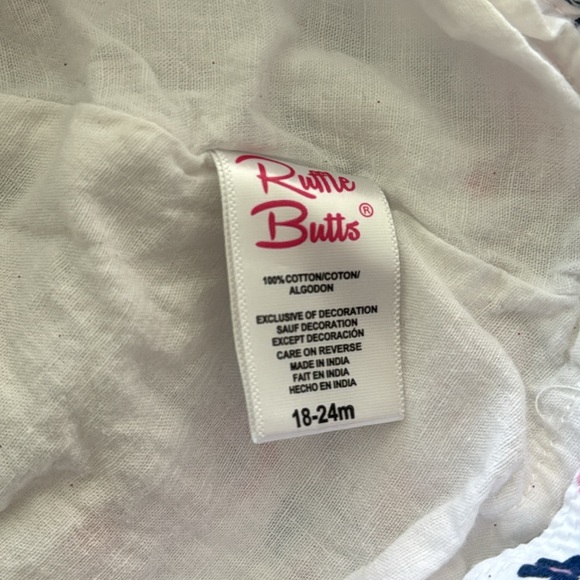 Ruffle
Butts®
100% COTTON/COTON/
ALGODON
EXCLUSIVE OF DECORATION
SAUF DECORATION
EXCEPT DECORACIÓN
CARE ON REVERSE
MADE IN INDIA
FAIT EN INDIA
HECHO EN INDIA
18-24m